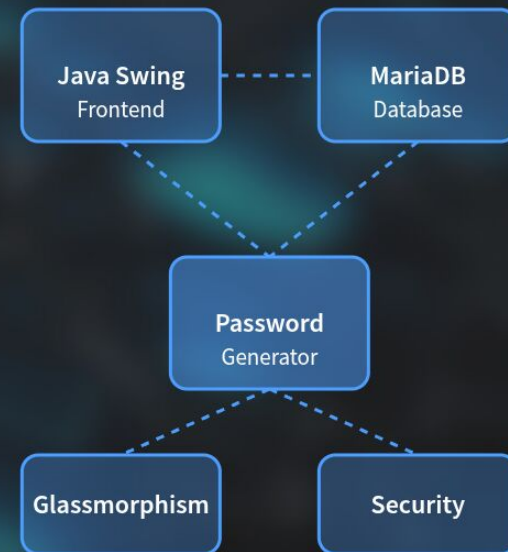 Java Swing
Frontend
MariaDB
Database
Password
Generator
Glassmorphism
Security